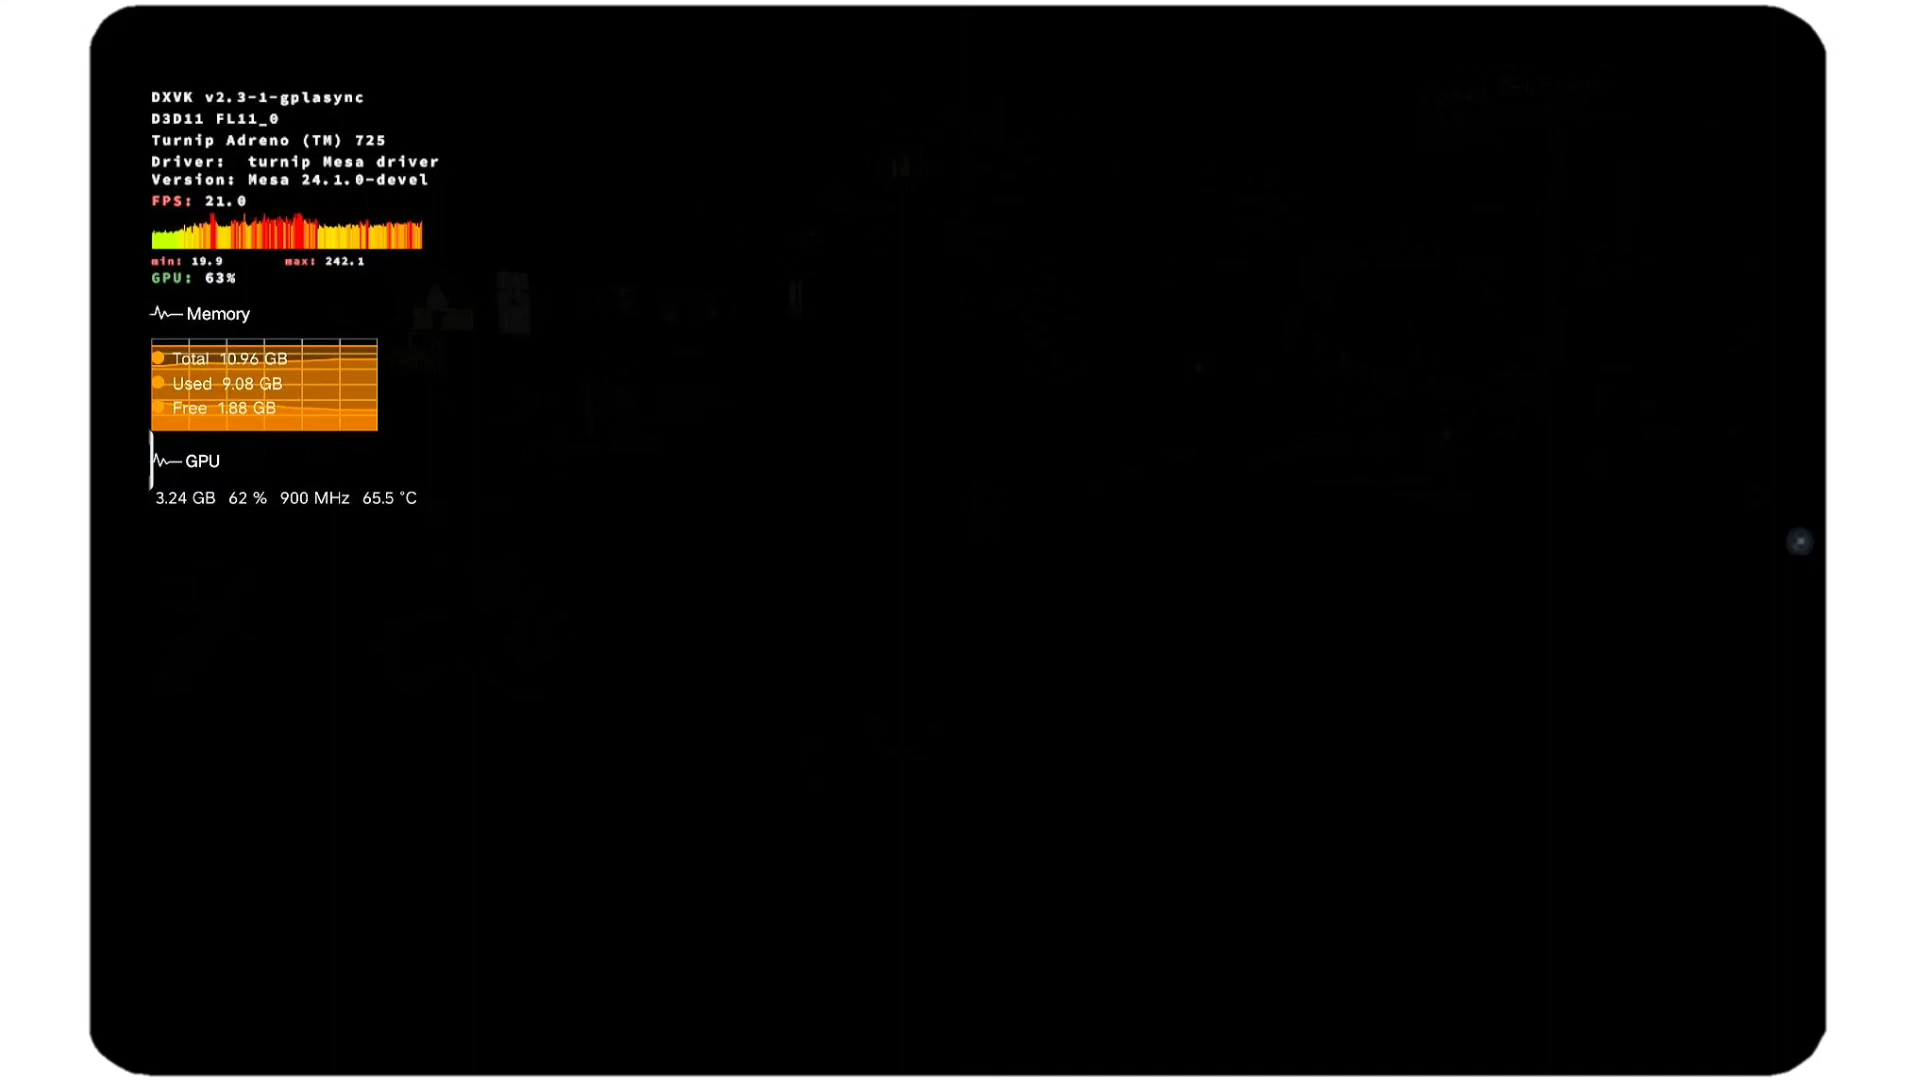 DXVK v2.3-1-gplasync
D3D11 FL11_0
Turnip Adreno (TM) 725
Driver:  turnip Mesa driver
Version: Mesa 24.1.0-devel
FPS: 21.0
min: 19.9 max: 242.1
GPU: 63%
Memory
Total 10.96 GB
Used 9.08 GB
Free 1.88 GB
GPU
3.24 GB 62 % 900 MHz 65.5 °C